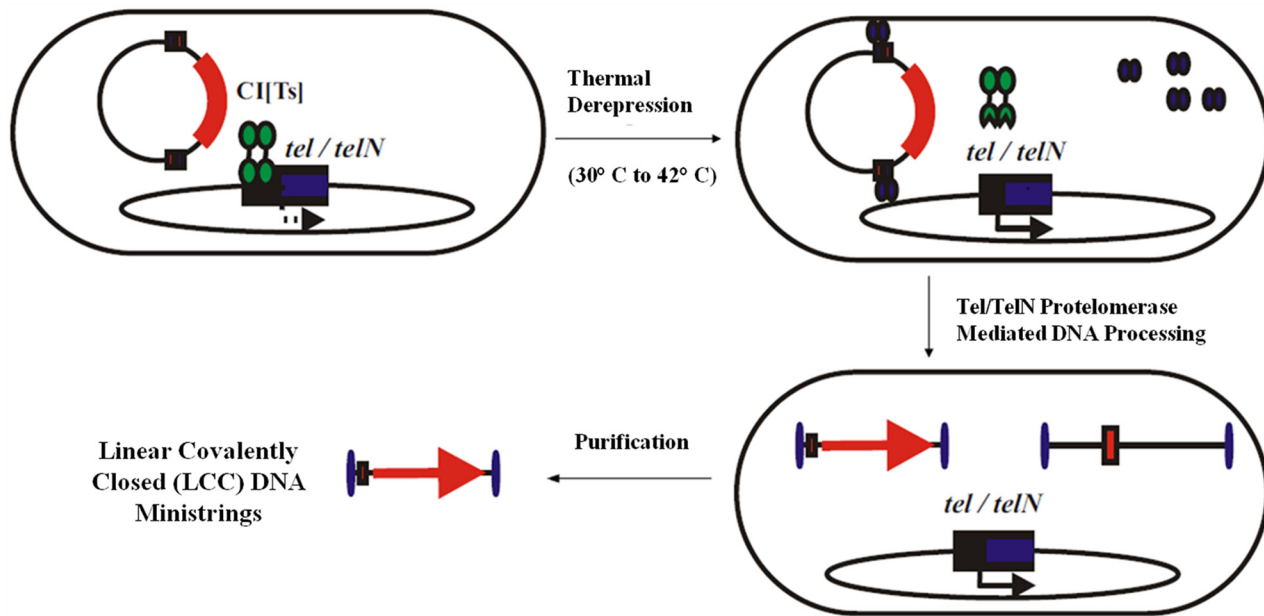 CI[Ts]
tel / telN
Thermal
Derepression
(30° C to 42° C)
tel / telN
Tel/TelN Protelomerase
Mediated DNA Processing
tel / telN
Purification
Linear Covalently
Closed (LCC) DNA
Ministrings